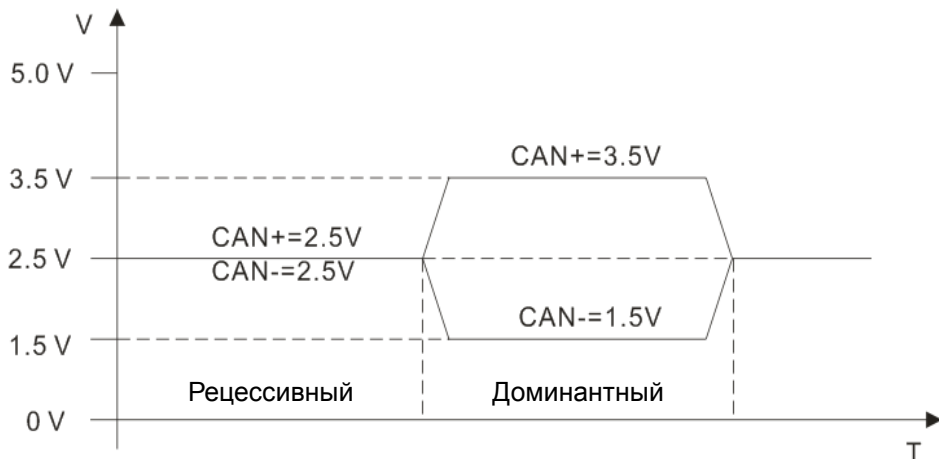 V
5.0 V
CAN+=3.5V
3.5 V
CAN+=2.5V
2.5 V
CAN-=2.5V
CAN-=1.5V
1.5 V
Рецессивный Доминантный
0 V
T